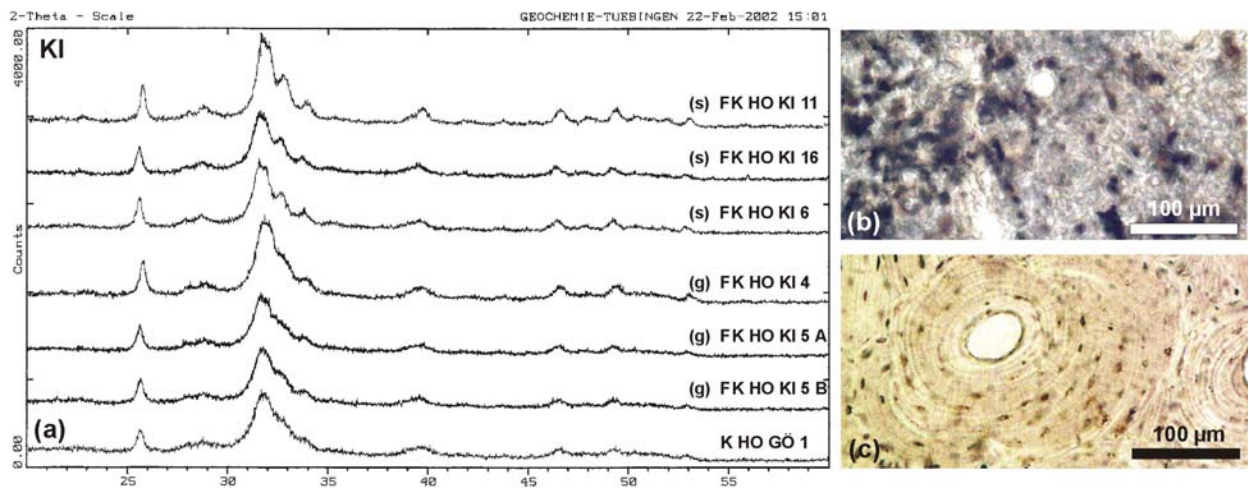 2-Theta - Scale
GEOCHEMIE-TUEBINGEN 22-Feb-2002 15:01
4000.00
Counts
0.00
KI
(s) FK HO KI 11
(s) FK HO KI 16
(s) FK HO KI 6
(g) FK HO KI 4
(g) FK HO KI 5 A
(g) FK HO KI 5 B
K HO GÖ 1
(a)
25 30 35 40 45 50 55
100 µm
(b)
100 µm
(c)